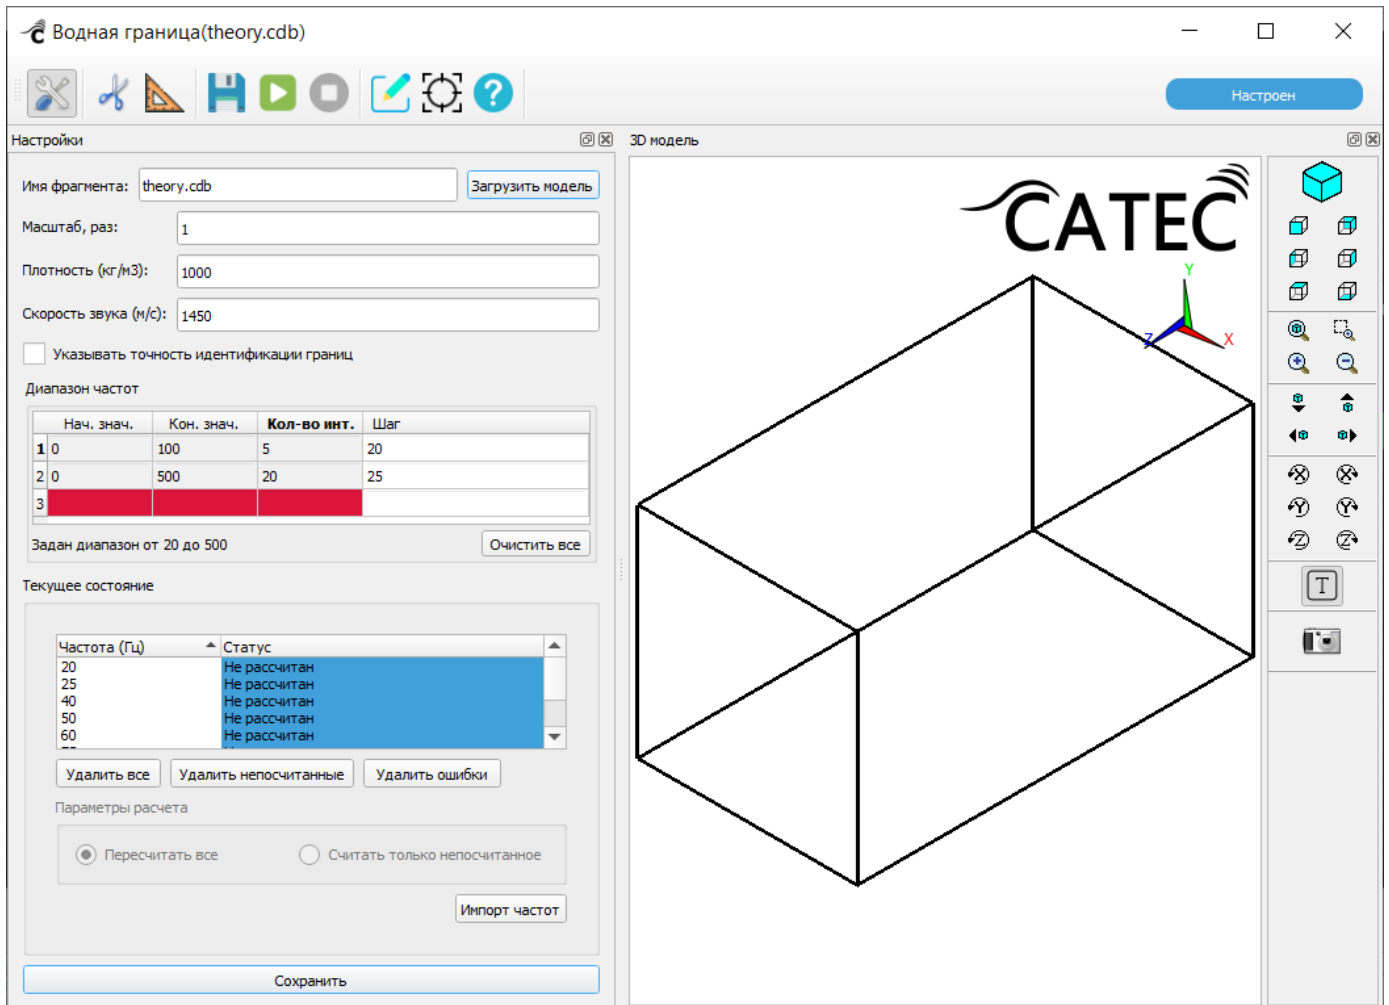 Водная граница(theory.cdb)
Настроен
Настройки
Имя фрагмента: theory.cdb Загрузить модель
Масштаб, раз: 1
Плотность (кг/м3): 1000
Скорость звука (м/с): 1450
Указывать точность идентификации границ
Диапазон частот
Нач. знач. Кон. знач. Кол-во инт. Шаг
1 0 100 5 20
2 0 500 20 25
3
Задан диапазон от 20 до 500 Очистить все
Текущее состояние
Частота (Гц) Статус
20 Не рассчитан
25 Не рассчитан
40 Не рассчитан
50 Не рассчитан
60 Не рассчитан
Удалить все Удалить непосчитанные Удалить ошибки
Параметры расчета
Пересчитать все Считать только непосчитанное
Импорт частот
Сохранить
3D модель
CATEC
Y
Z X
X X
Y Y
Z Z
T